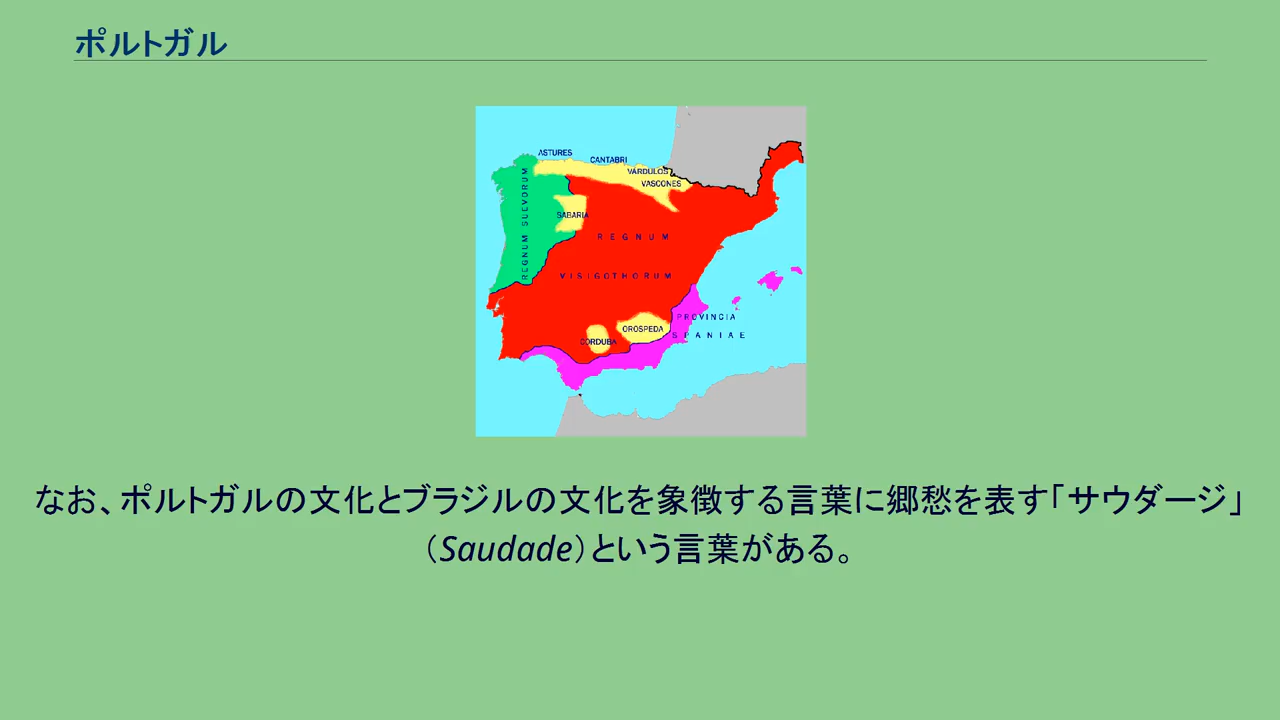 ポルトガル
ASTURES
CANTABRI
VARDULOS
VASCONES
REGNUM SUEVORUM
SABARIA
REGNUM
VISIGOTHORUM
PROVINCIA
SPANIAE
OROSPEDA
CORDUBA
なお、ポルトガルの文化とブラジルの文化を象徴する言葉に郷愁を表す「サウダージ」
（Saudade）という言葉がある。